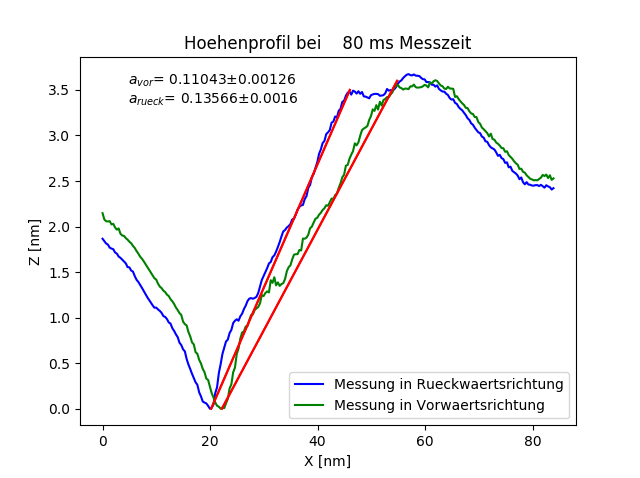 Hoehenprofil bei    80 ms Messzeit
a_vor= 0.11043±0.00126
a_rueck= 0.13566±0.0016
Z [nm]
3.5
3.0
2.5
2.0
1.5
1.0
0.5
0.0
Messung in Rueckwaertsrichtung
Messung in Vorwaertsrichtung
0 20 40 60 80
X [nm]